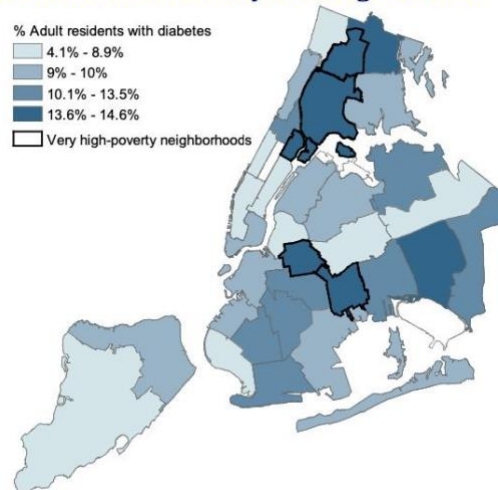 % Adult residents with diabetes
4.1% - 8.9%
9% - 10%
10.1% - 13.5%
13.6% - 14.6%
Very high-poverty neighborhoods